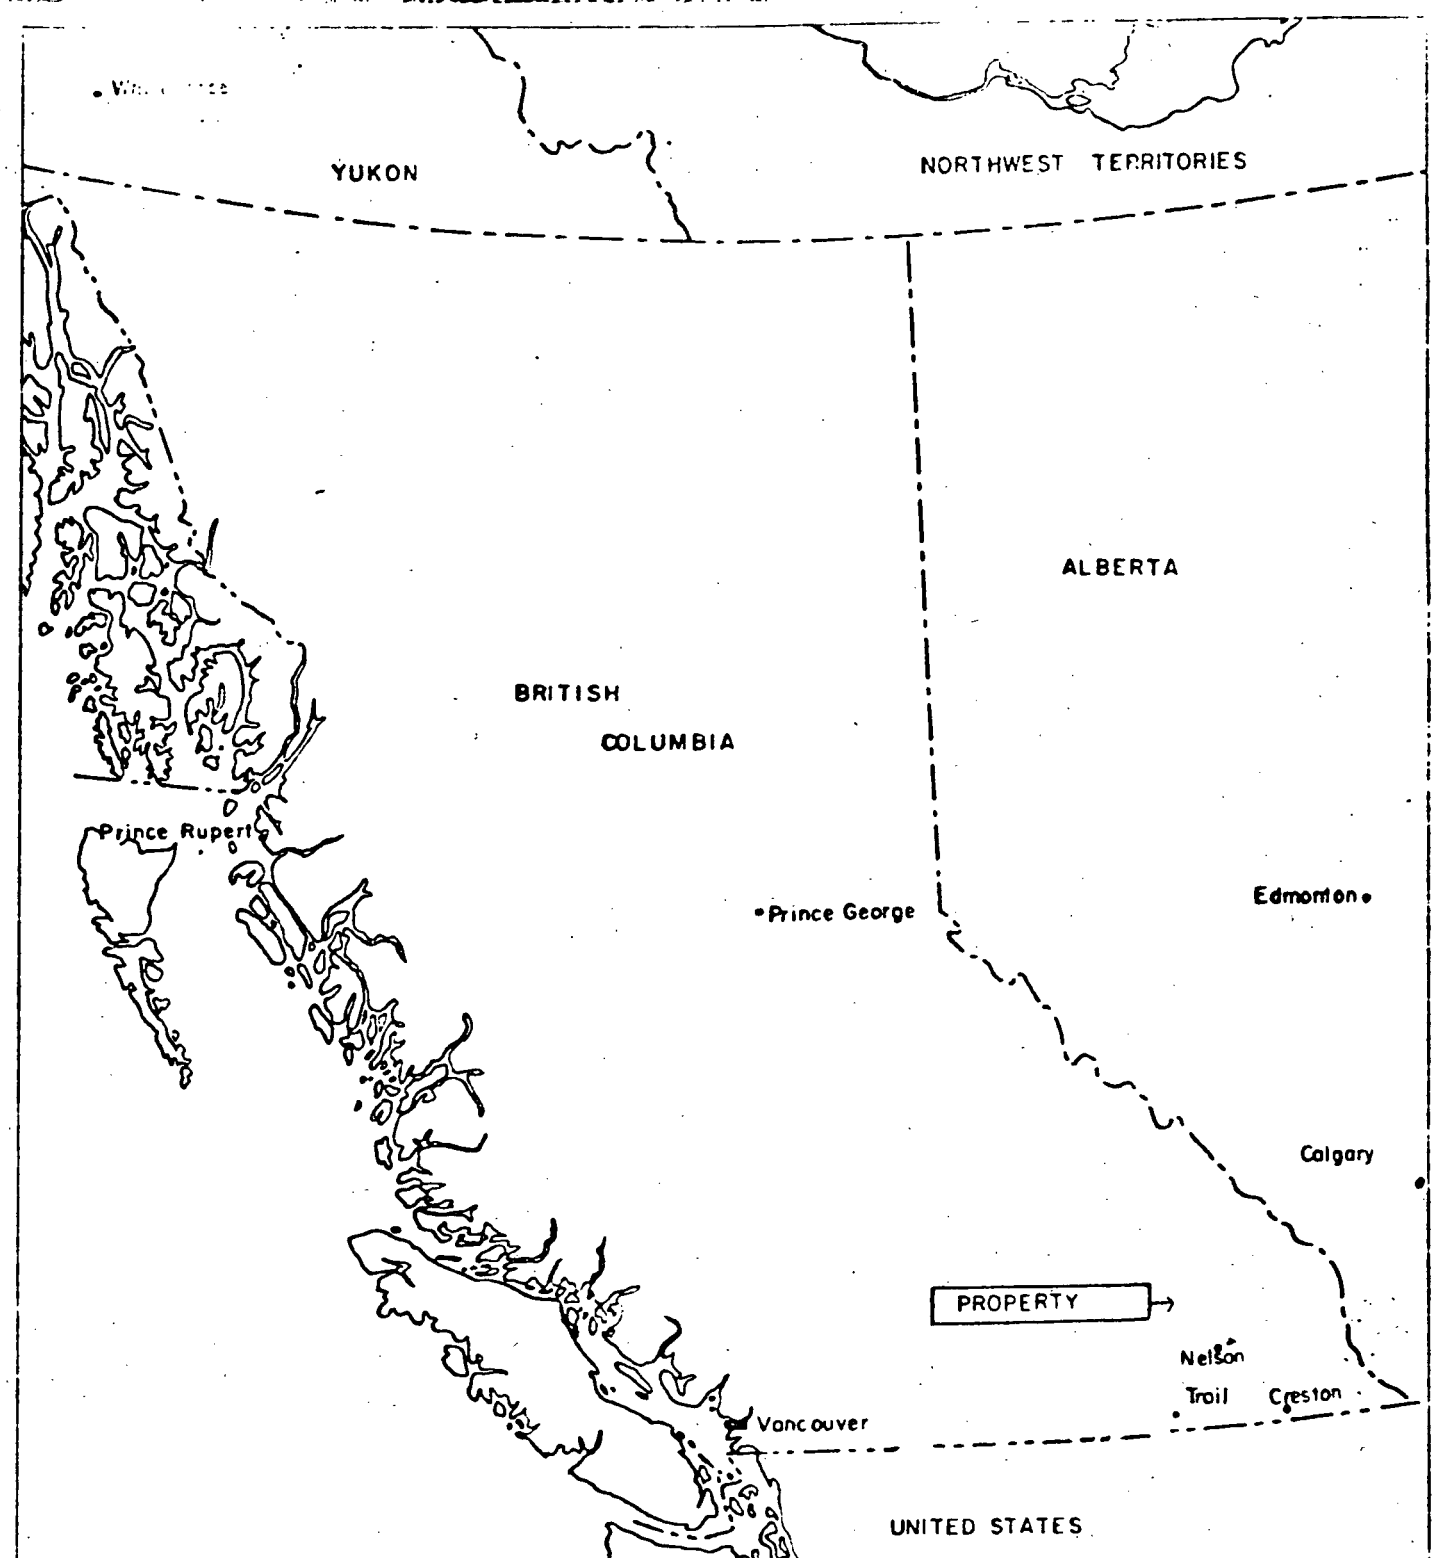 YUKON
NORTHWEST TERRITORIES
ALBERTA
BRITISH
COLUMBIA
Prince Rupert
Prince George
Edmonton
Calgary
PROPERTY
Nelson
Trail Creston
Vancouver
UNITED STATES